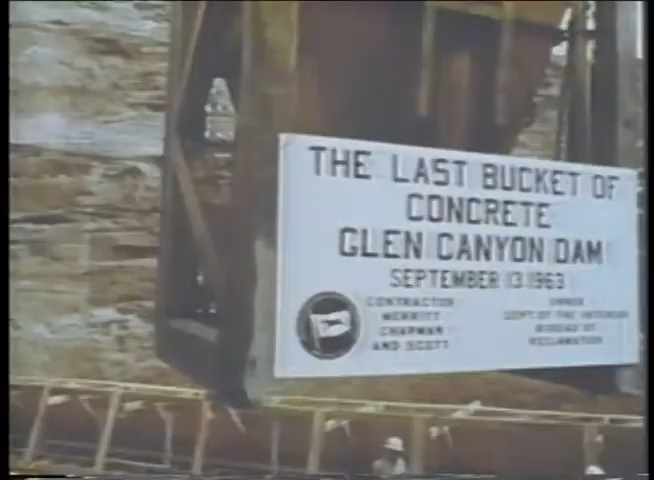 THE LAST BUCKET OF
CONCRETE
GLEN CANYON DAM
SEPTEMBER 13 1963
CONTRACTOR
MERRITT
CHAPMAN
AND SCOTT
OWNER
DEPT OF THE INTERIOR
BUREAU OF
RECLAMATION